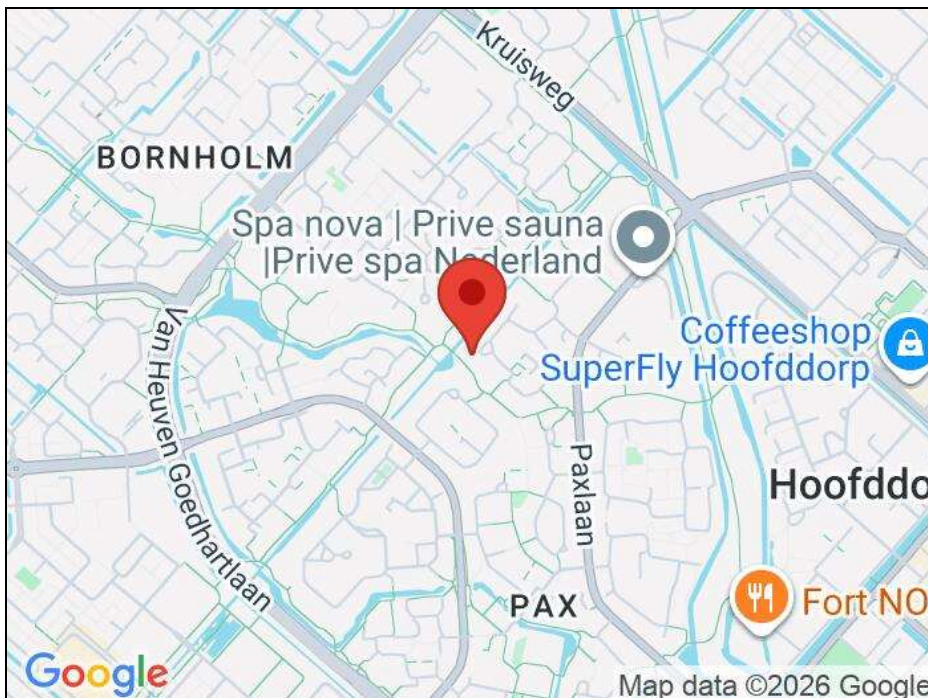 Kruisweg
BORNHOLM
Spa nova | Prive sauna
|Prive spa Nederland
Van Heuven Goedhartlaan
Coffeeshop
SuperFly Hoofddorp
Paxlaan
Hoofddo
PAX
Fort NO
Google
Map data ©2026 Google